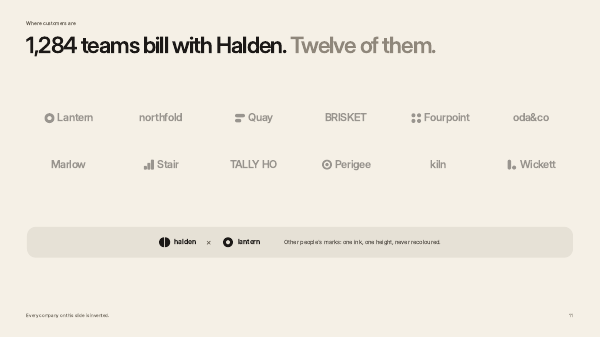 Where customers are
1,284 teams bill with Halden. Twelve of them.
Lantern northfold Quay BRISKET Fourpoint oda&co
Marlow Stair TALLY HO Perigee kiln Wickett
halden × lantern Other people's marks: one ink, one height, never recoloured.
Every company on this slide is invented. 11